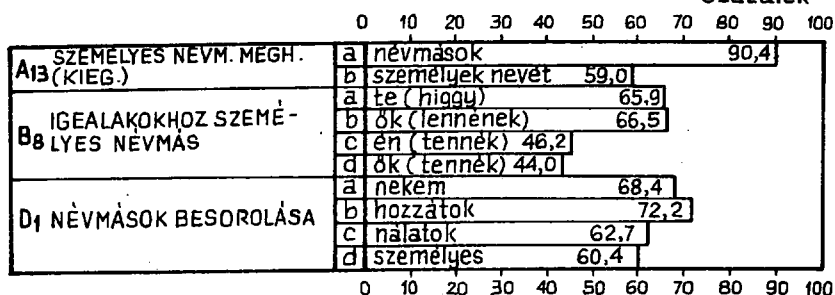 0 10 20 30 40 50 60 70 80 90 100
A13 SZEMÉLYES NÉVM. MEGH. (KIEG.)
a névmások 90,4
b személyek nevét 59,0
B8 IGEALAKOKHOZ SZEMÉ-
LYES NÉVMÁS
a te (higgy) 65,9
b ők (lennének) 66,5
c én (tennék) 46,2
d ők (tennék) 44,0
D1 NÉVMÁSOK BESOROLÁSA
a nekem 68,4
b hozzátok 72,2
c nálatok 62,7
d személyes 60,4
0 10 20 30 40 50 60 70 80 90 100